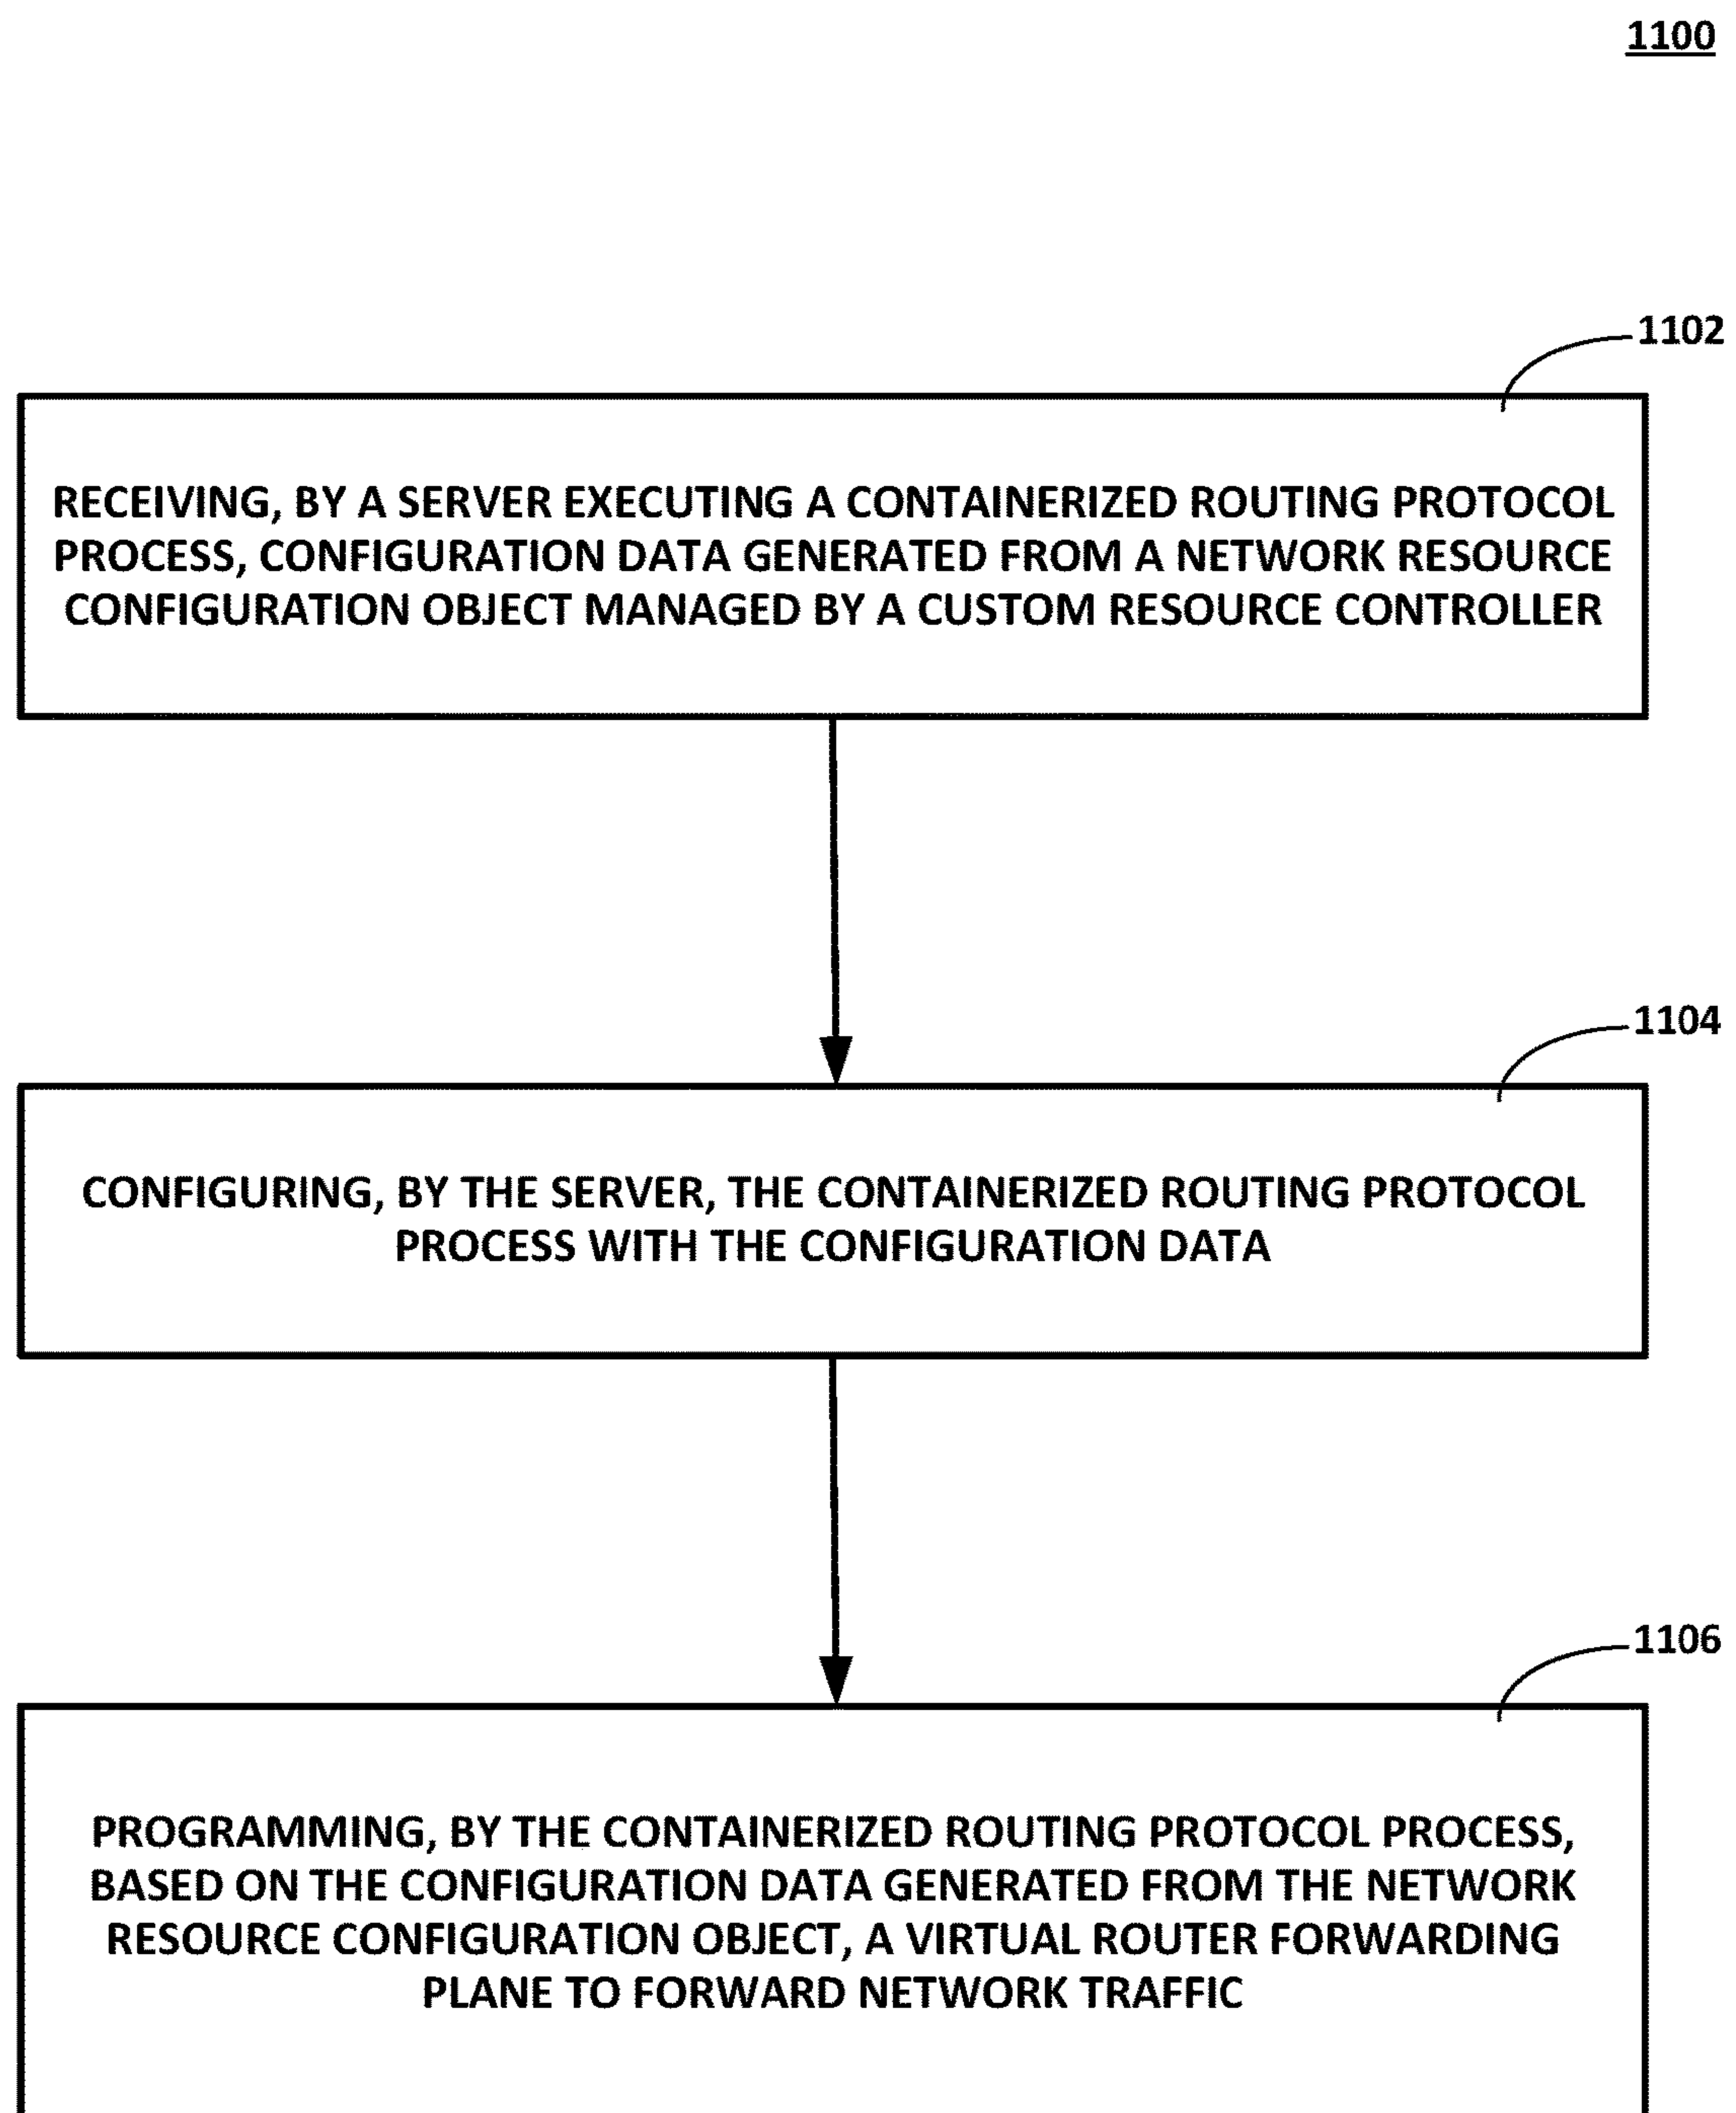 1100
1102
RECEIVING, BY A SERVER EXECUTING A CONTAINERIZED ROUTING PROTOCOL
PROCESS, CONFIGURATION DATA GENERATED FROM A NETWORK RESOURCE
CONFIGURATION OBJECT MANAGED BY A CUSTOM RESOURCE CONTROLLER
1104
CONFIGURING, BY THE SERVER, THE CONTAINERIZED ROUTING PROTOCOL
PROCESS WITH THE CONFIGURATION DATA
1106
PROGRAMMING, BY THE CONTAINERIZED ROUTING PROTOCOL PROCESS,
BASED ON THE CONFIGURATION DATA GENERATED FROM THE NETWORK
RESOURCE CONFIGURATION OBJECT, A VIRTUAL ROUTER FORWARDING
PLANE TO FORWARD NETWORK TRAFFIC